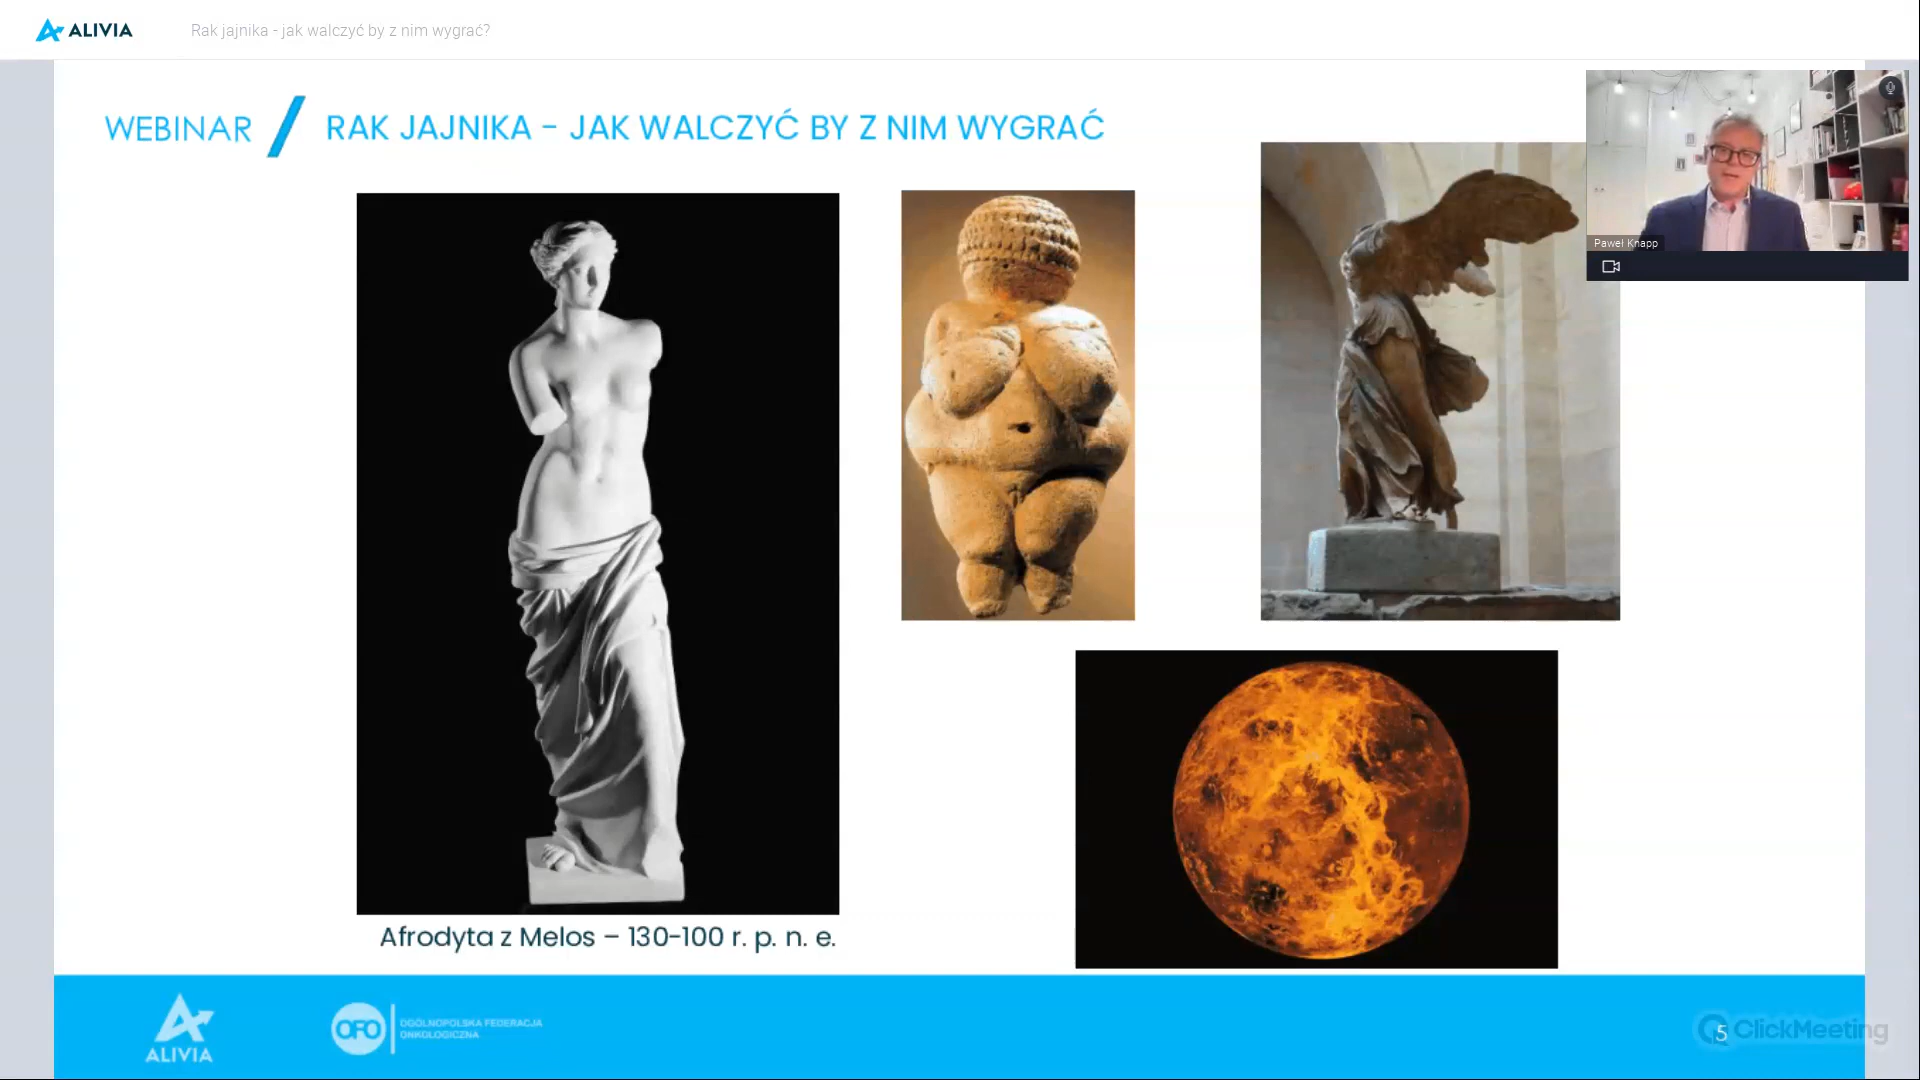 ALIVIA
Rak jajnika - jak walczyć by z nim wygrać?
WEBINAR / RAK JAJNIKA - JAK WALCZYĆ BY Z NIM WYGRAĆ
Paweł Knapp
Afrodyta z Melos – 130-100 r. p. n. e.
ALIVIA
OFO
OGÓLNOPOLSKA FEDERACJA
ONKOLOGICZNA
5
ClickMeeting